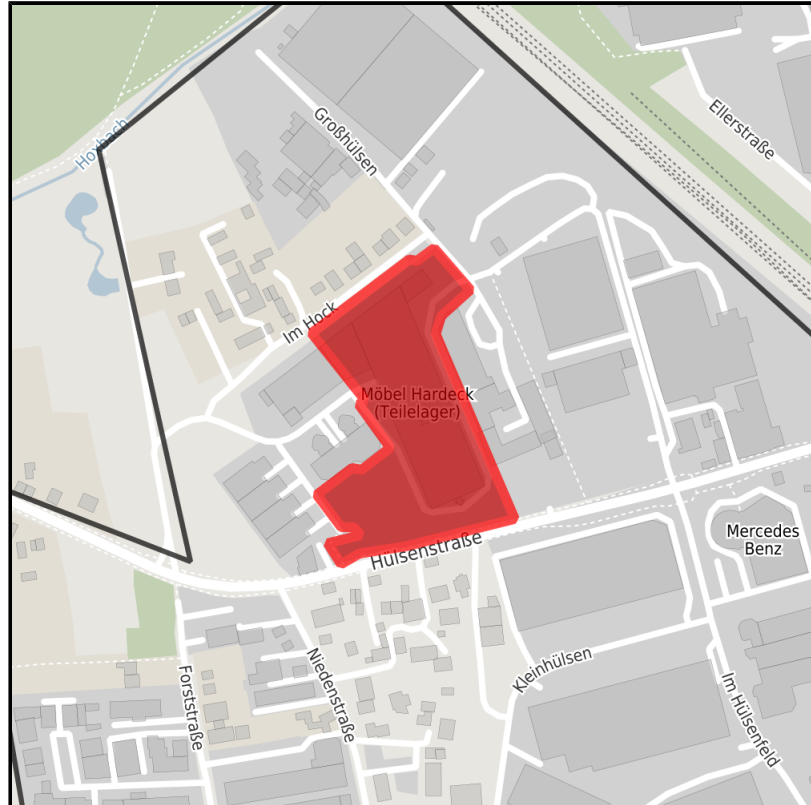 Ellerstraße
Großhülsen
Hoxbach
Im Hock
Möbel Hardeck
(Teilelager)
Hülsenstraße
Mercedes
Benz
Kleinhülsen
Niedenstraße
Forststraße
Im Hülsenfeld